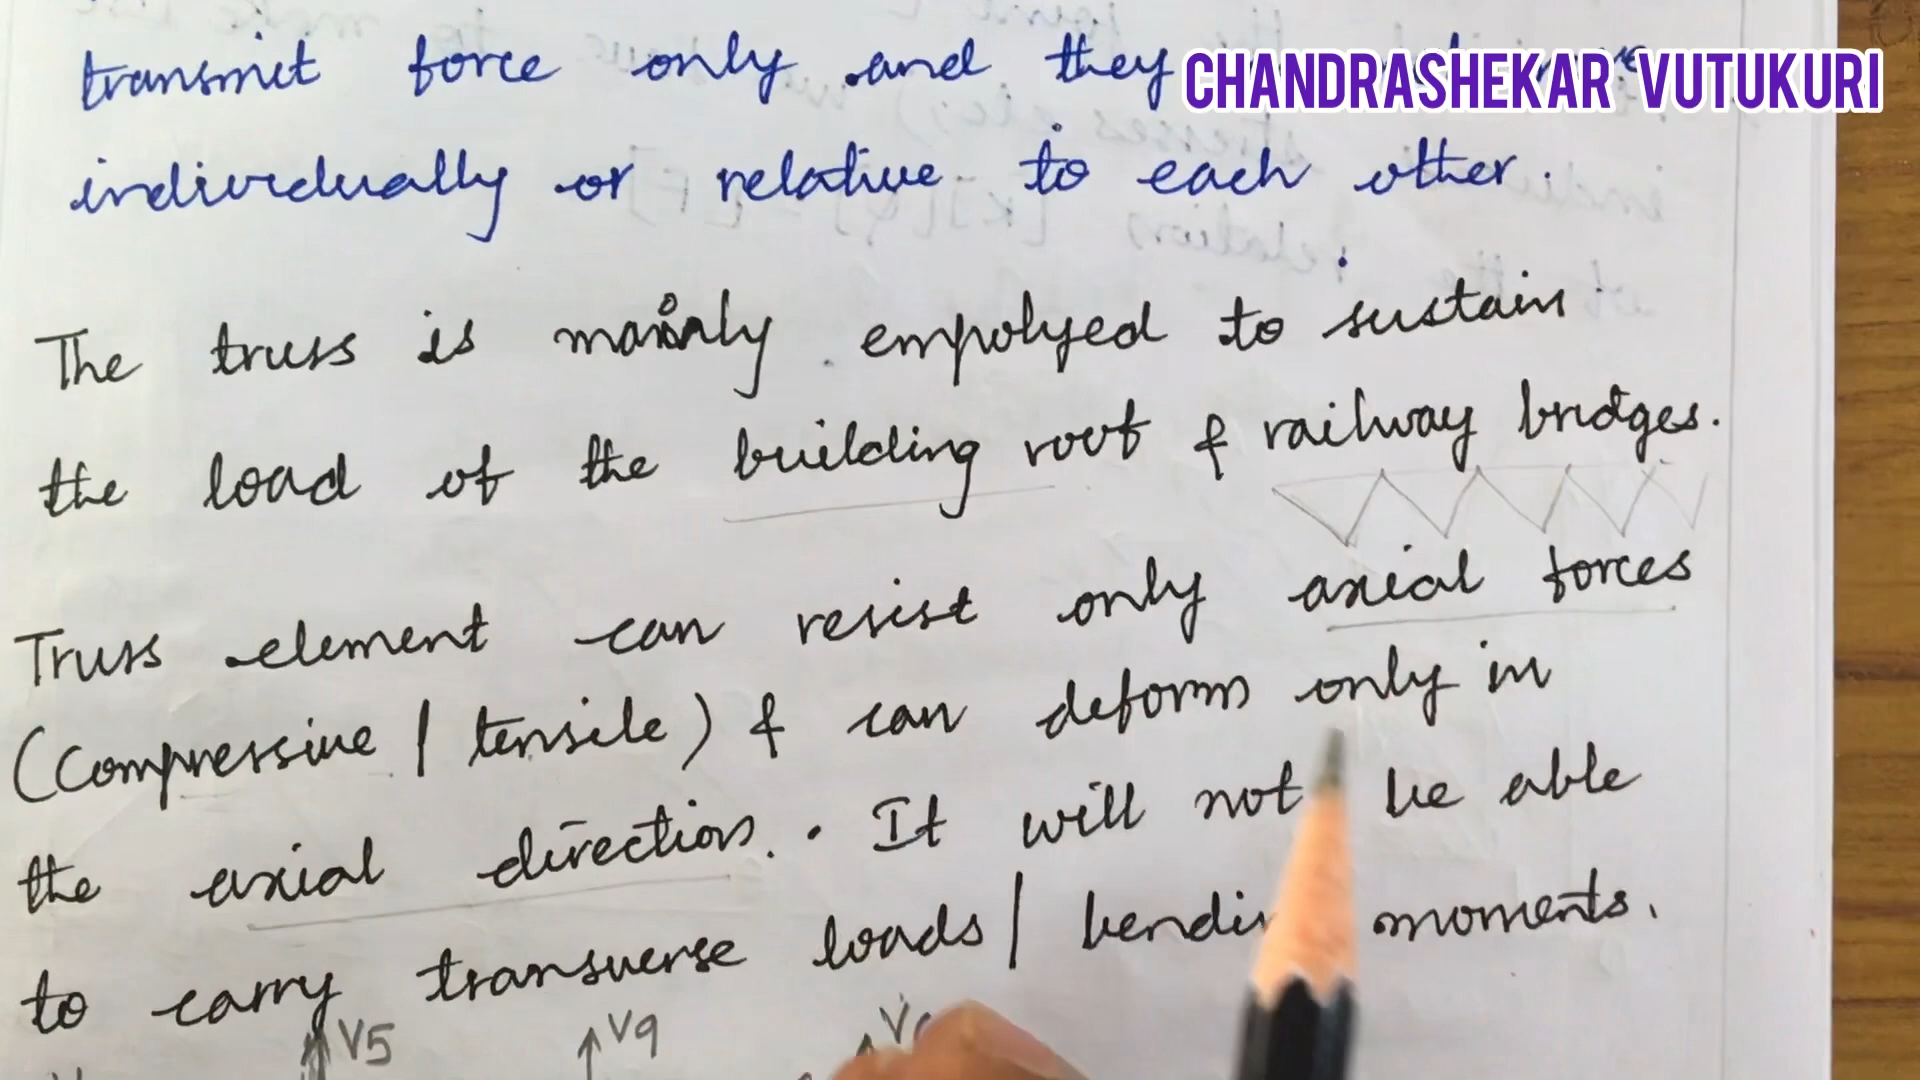 transmit force only and they
CHANDRASHEKAR VUTUKURI
individually or relative to each other.
The truss is mainly empolyed to sustain
the load of the building roof & railway bridges.
Truss element can resist only axial forces
(compressive / tensile) & can deform only in
the axial direction. It will not be able
to carry transverse loads / moments.
V5 V9